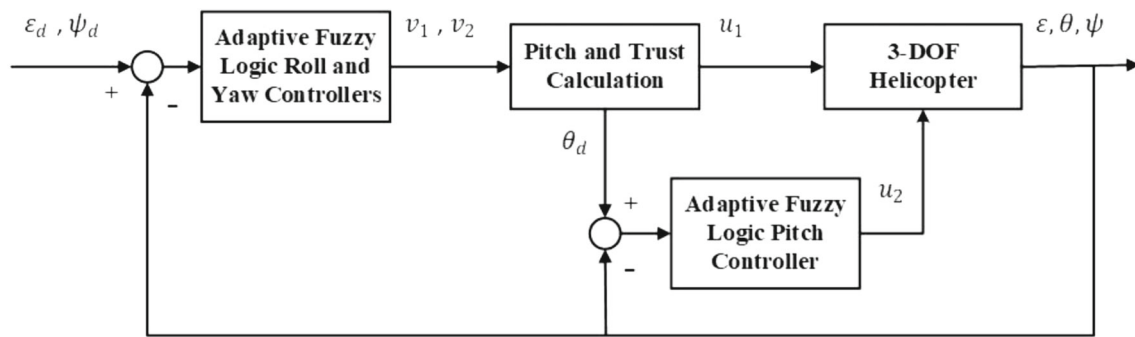 ε_d , ψ_d
+
-
Adaptive Fuzzy
Logic Roll and
Yaw Controllers
v_1 , v_2
Pitch and Trust
Calculation
u_1
3-DOF
Helicopter
ε, θ, ψ
θ_d
+
-
Adaptive Fuzzy
Logic Pitch
Controller
u_2